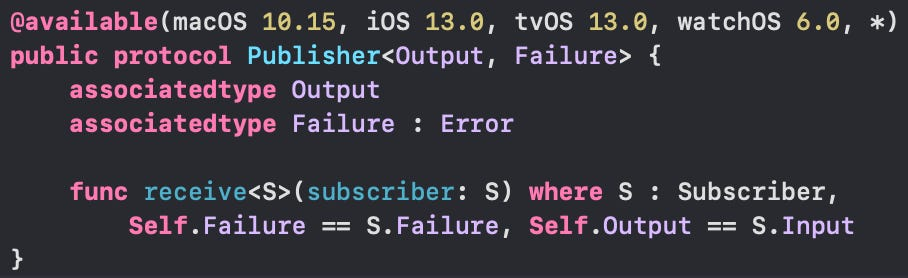 @available(macOS 10.15, iOS 13.0, tvOS 13.0, watchOS 6.0, *)
public protocol Publisher<Output, Failure> {
    associatedtype Output
    associatedtype Failure : Error

    func receive<S>(subscriber: S) where S : Subscriber,
        Self.Failure == S.Failure, Self.Output == S.Input
}